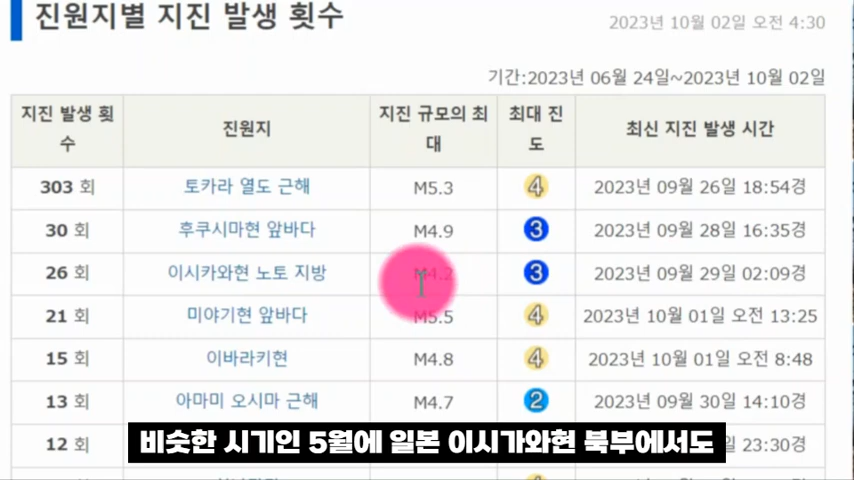 진원지별 지진 발생 횟수
2023년 10월 02일 오전 4:30
기간:2023년 06월 24일~2023년 10월 02일
지진 발생 횟수 진원지 지진 규모의 최대 최대 진도 최신 지진 발생 시간
303 회 토카라 열도 근해 M5.3 4 2023년 09월 26일 18:54경
30 회 후쿠시마현 앞바다 M4.9 3 2023년 09월 28일 16:35경
26 회 이시카와현 노토 지방 3 2023년 09월 29일 02:09경
21 회 미야기현 앞바다 M5.5 4 2023년 10월 01일 오전 13:25
15 회 이바라키현 M4.8 4 2023년 10월 01일 오전 8:48
13 회 아마미 오시마 근해 M4.7 2 2023년 09월 30일 14:10경
12 회 일 23:30경
비슷한 시기인 5월에 일본 이시가와현 북부에서도